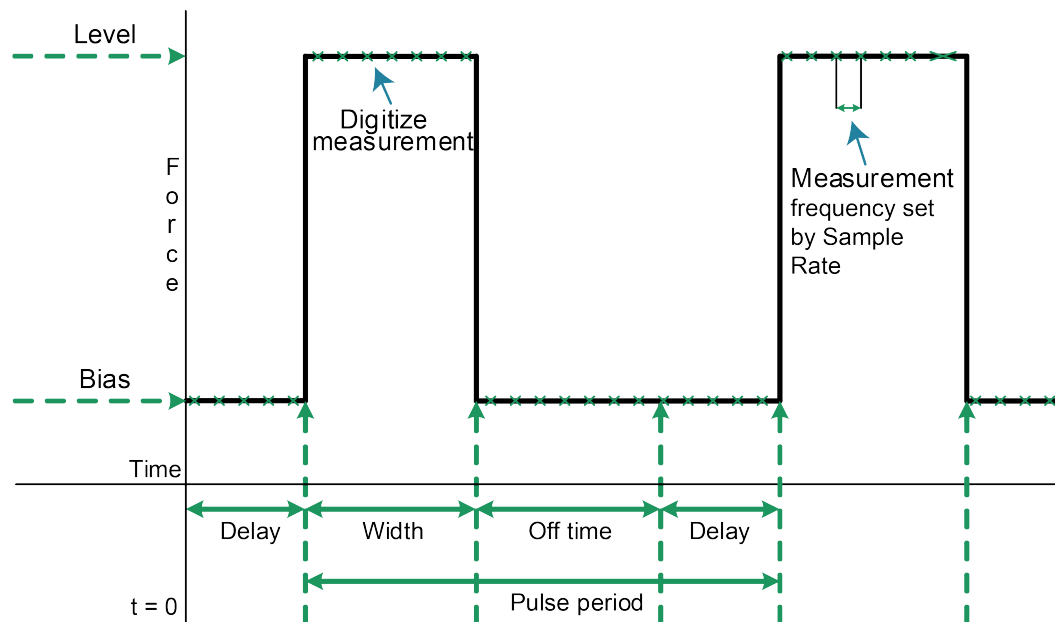 Level
Digitize
measurement
Force
Measurement
frequency set
by Sample
Rate
Bias
Time
Delay
Width
Off time
Delay
Pulse period
t = 0